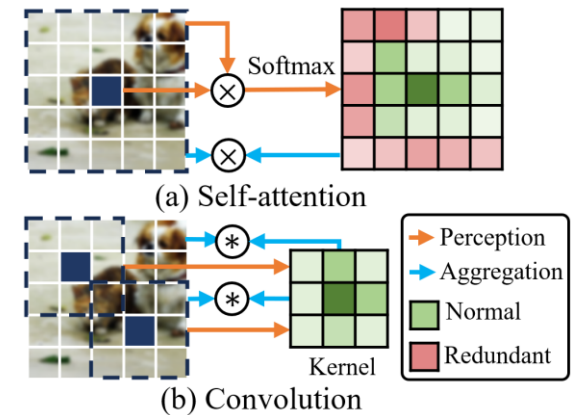 Softmax
(a) Self-attention
Perception
Aggregation
Normal
Redundant
Kernel
(b) Convolution